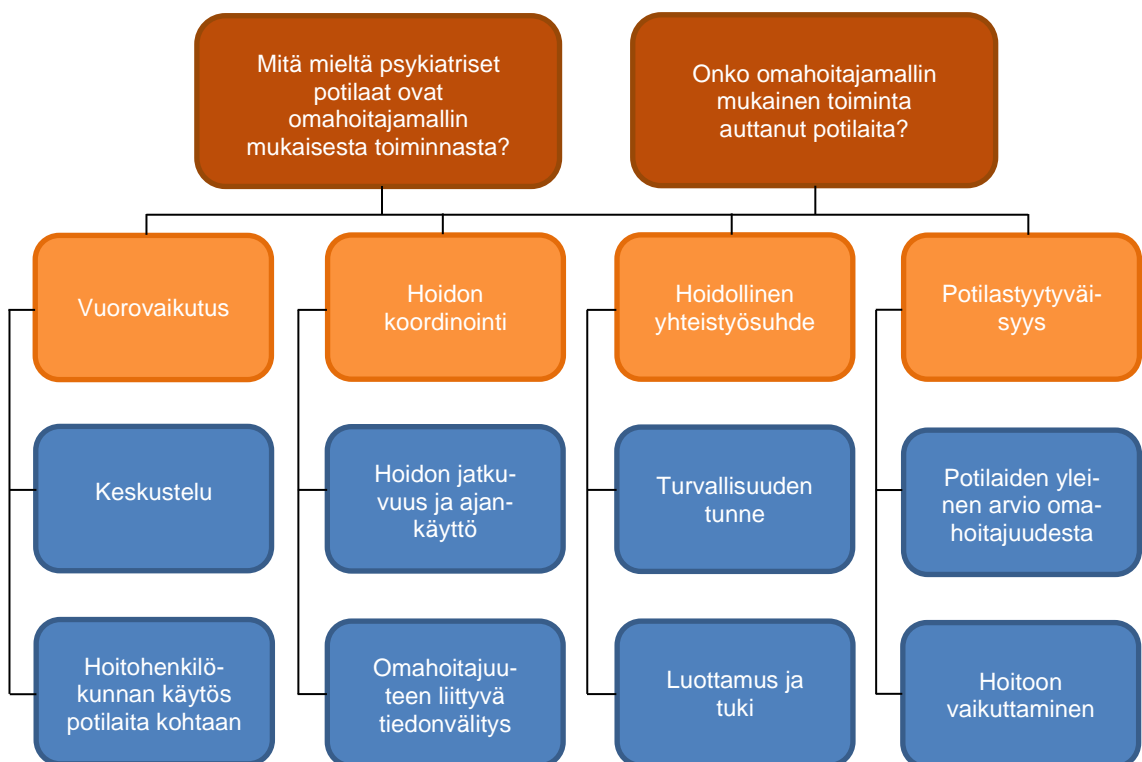 Mitä mieltä psykiatriset
potilaat ovat
omahoitajamallin
mukaisesta toiminnasta?
Onko omahoitajamallin
mukainen toiminta
auttanut potilaita?
Vuorovaikutus
Hoidon
koordinointi
Hoidollinen
yhteistyösuhde
Potilastyytyväi-
syys
Keskustelu
Hoidon jatku-
vuus ja ajan-
käyttö
Turvallisuuden
tunne
Potilaiden ylei-
nen arvio oma-
hoitajuudesta
Hoitohenkilö-
kunnan käytös
potilaita kohtaan
Omahoitajuu-
teen liittyvä
tiedonvälitys
Luottamus ja
tuki
Hoitoon
vaikuttaminen